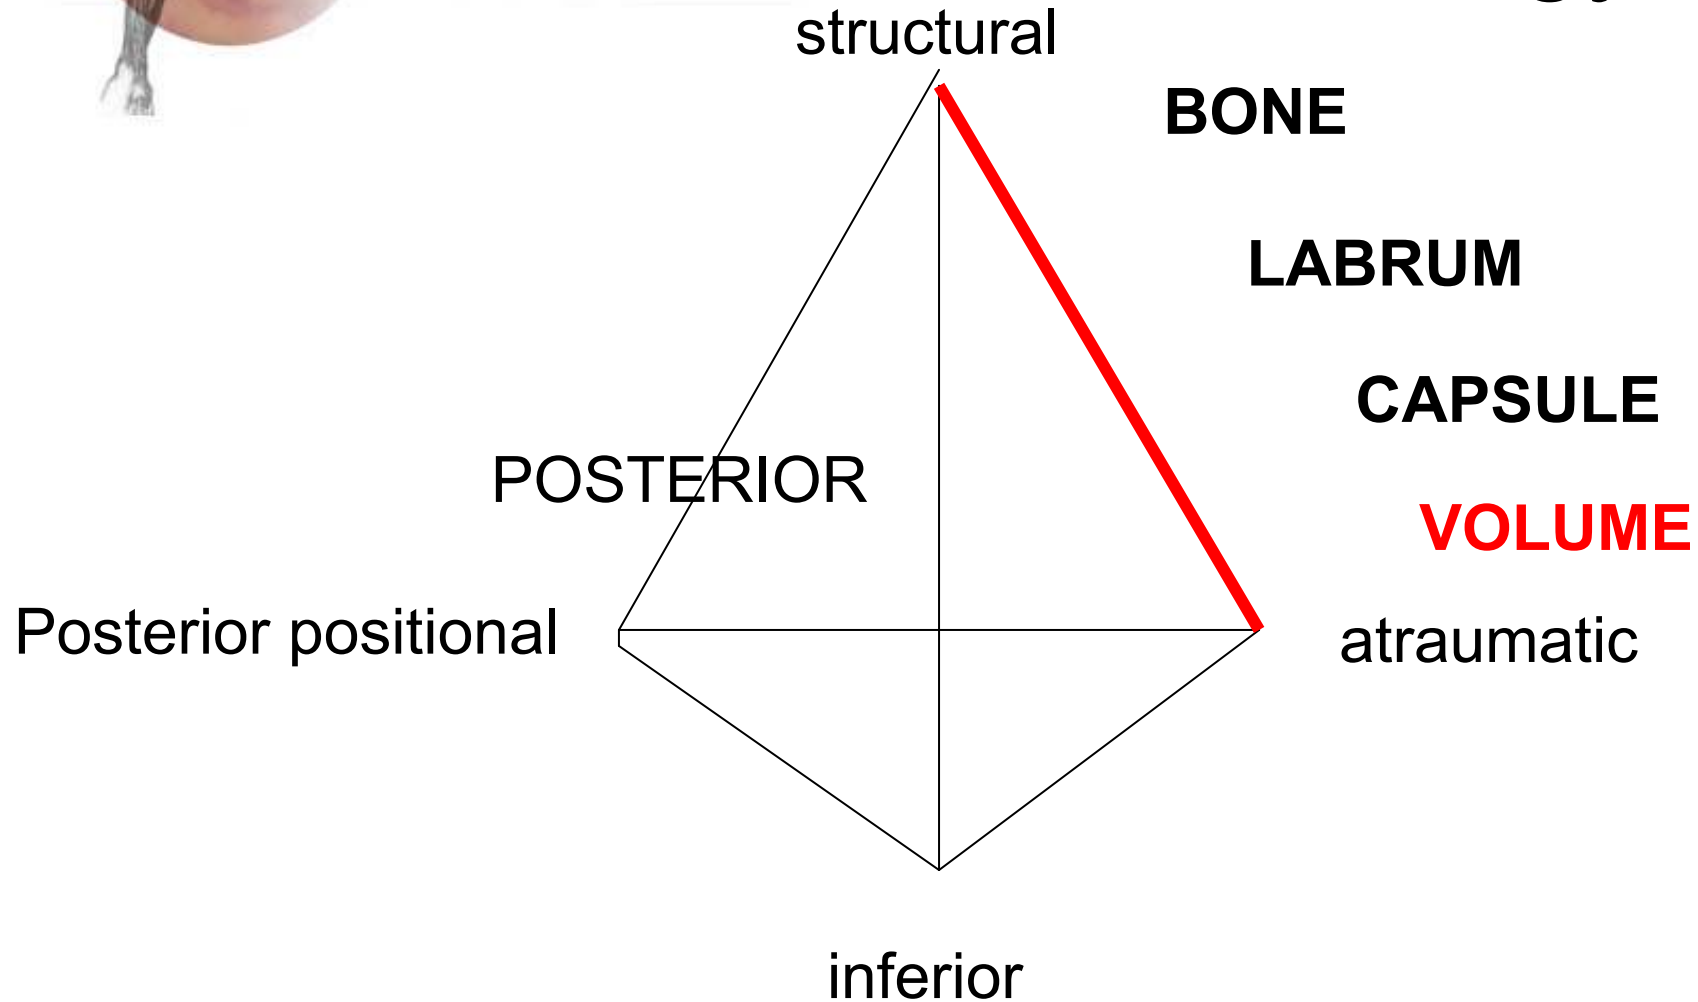 structural
BONE
LABRUM
CAPSULE
POSTERIOR
VOLUME
Posterior positional
atraumatic
inferior